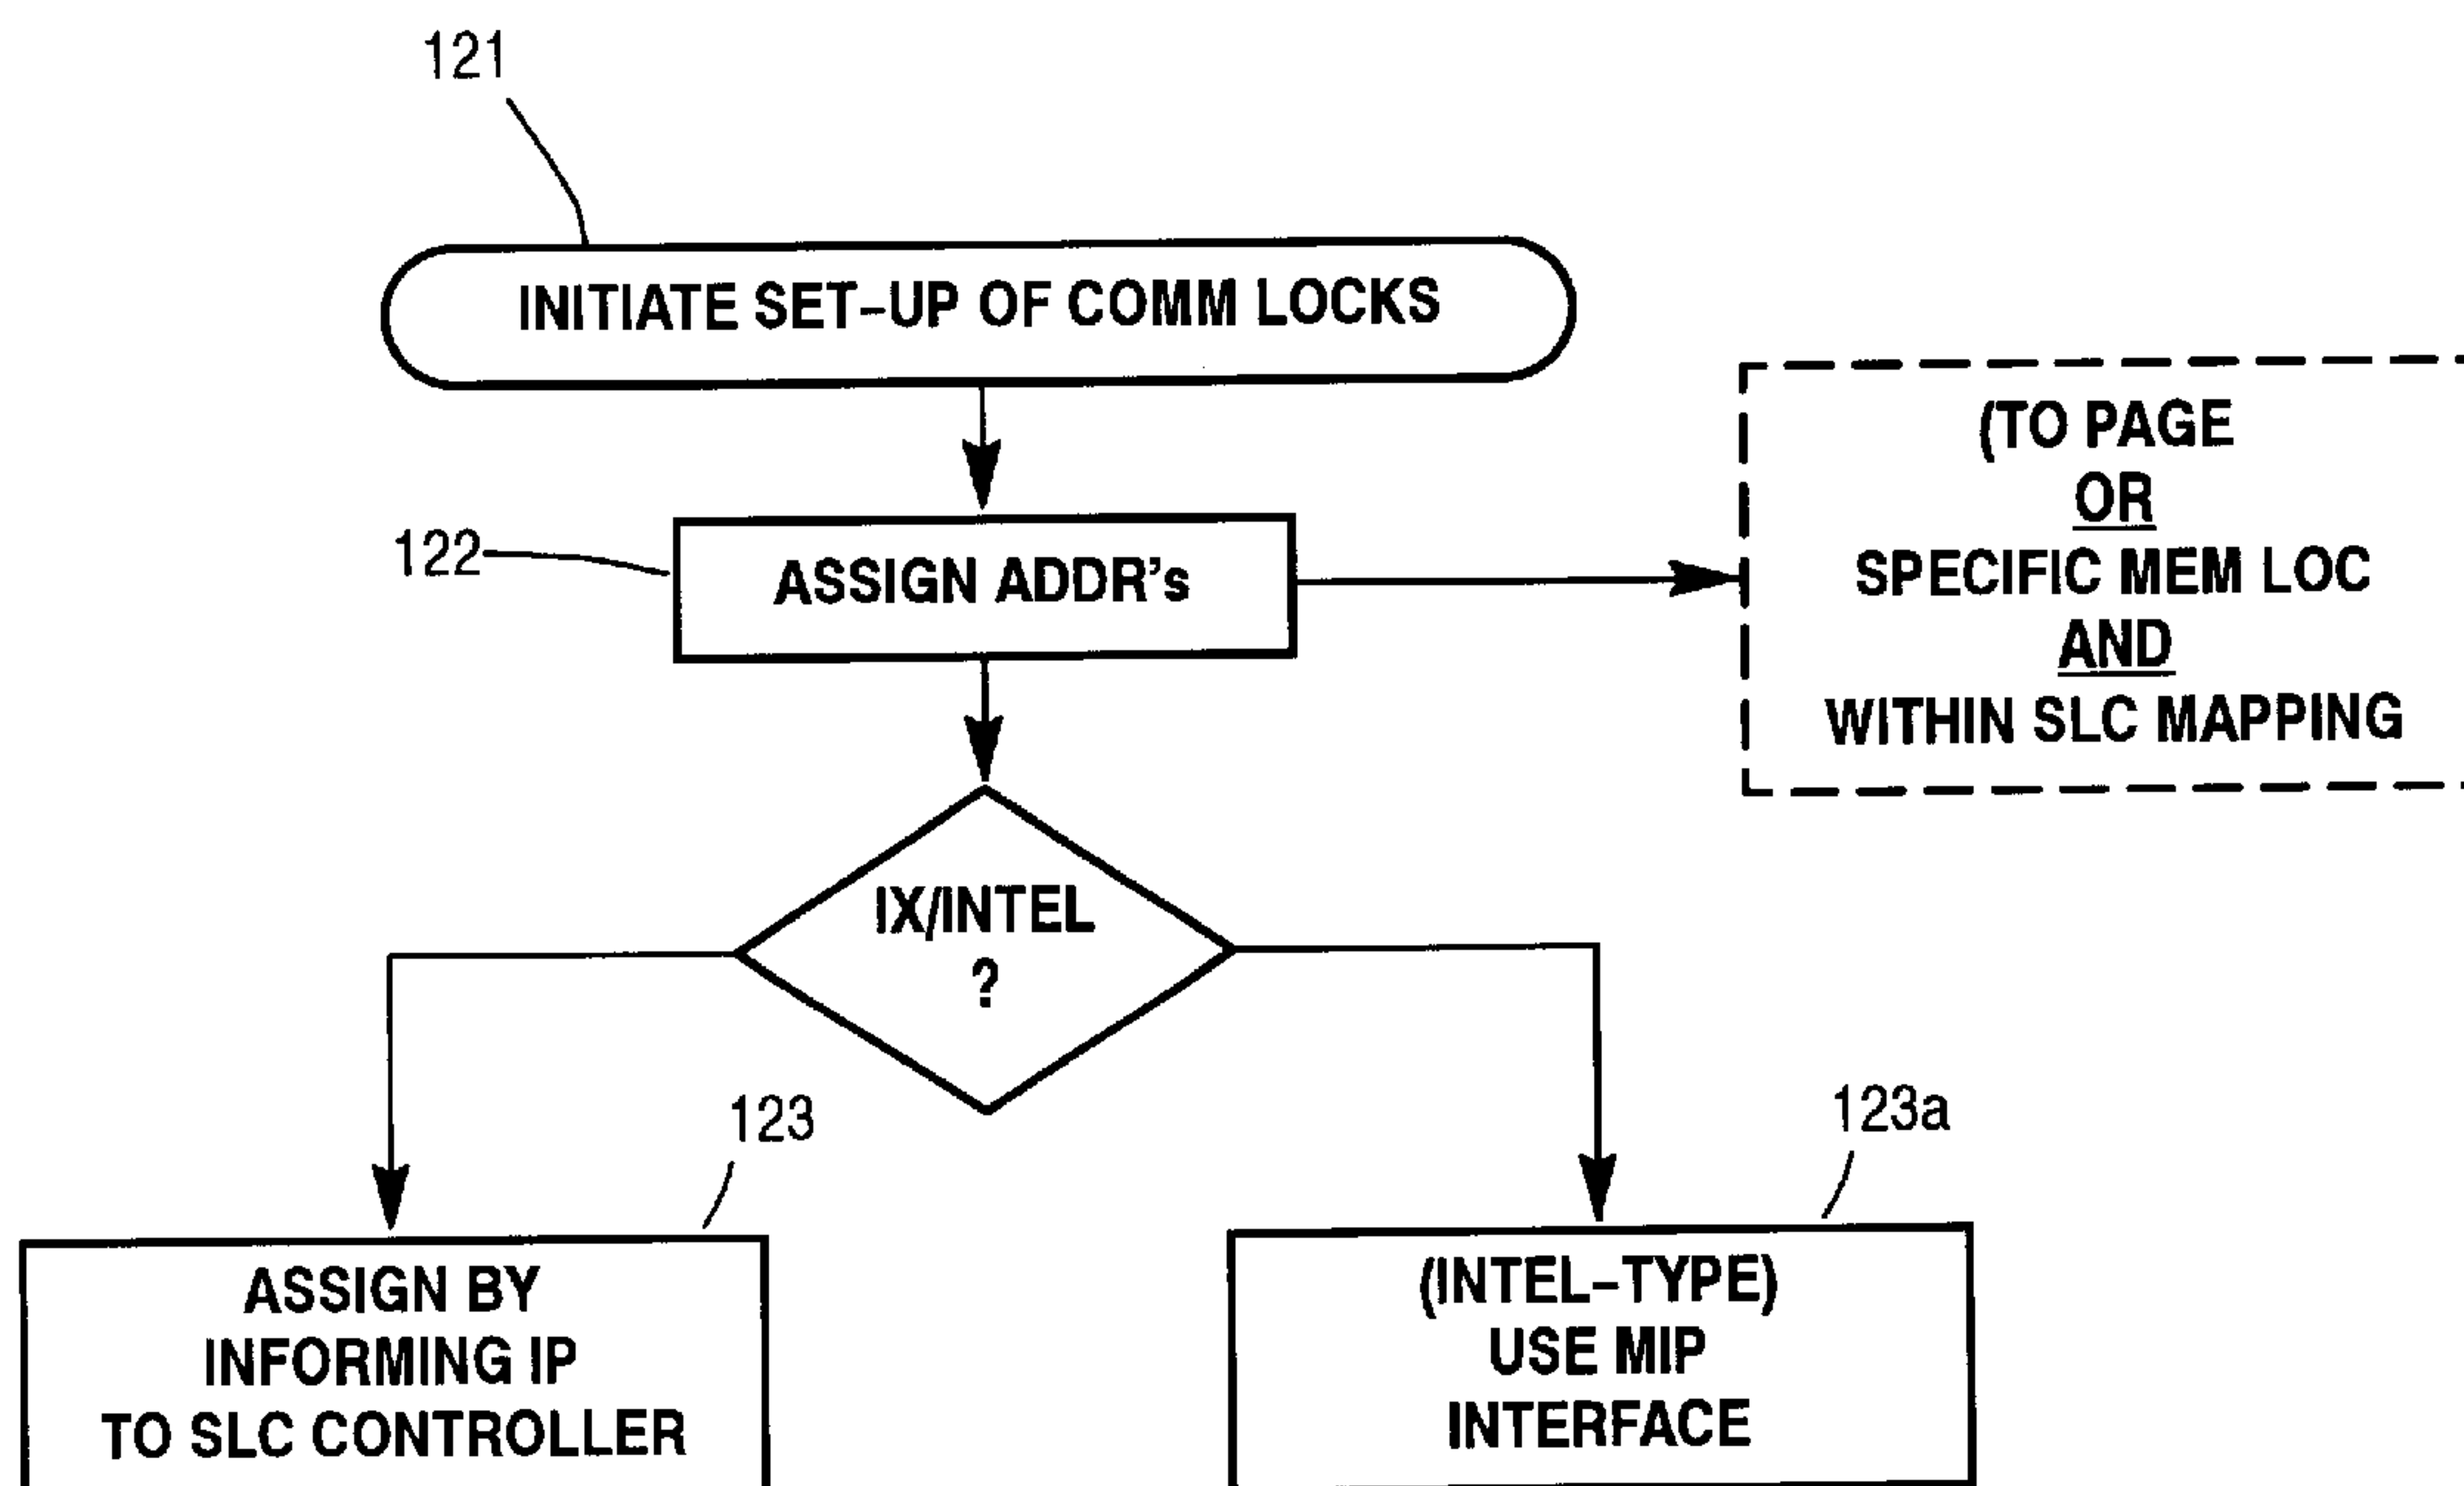 121
INITIATE SET-UP OF COMM LOCKS
(TO PAGE
OR
SPECIFIC MEM LOC
AND
WITHIN SLC MAPPING
122
ASSIGN ADDR's
IX/INTEL
?
123
123a
ASSIGN BY
INFORMING IP
TO SLC CONTROLLER
(INTEL-TYPE)
USE MIP
INTERFACE